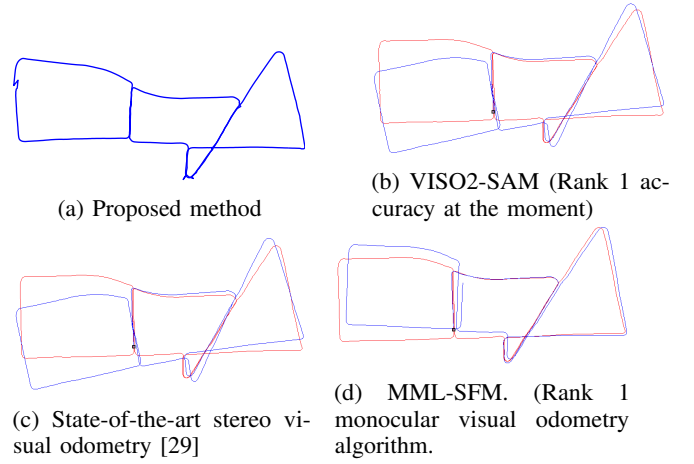 (a) Proposed method
(b) VISO2-SAM (Rank 1 ac-
curacy at the moment)
(c) State-of-the-art stereo vi-
sual odometry [29]
(d) MML-SFM. (Rank 1
monocular visual odometry
algorithm.